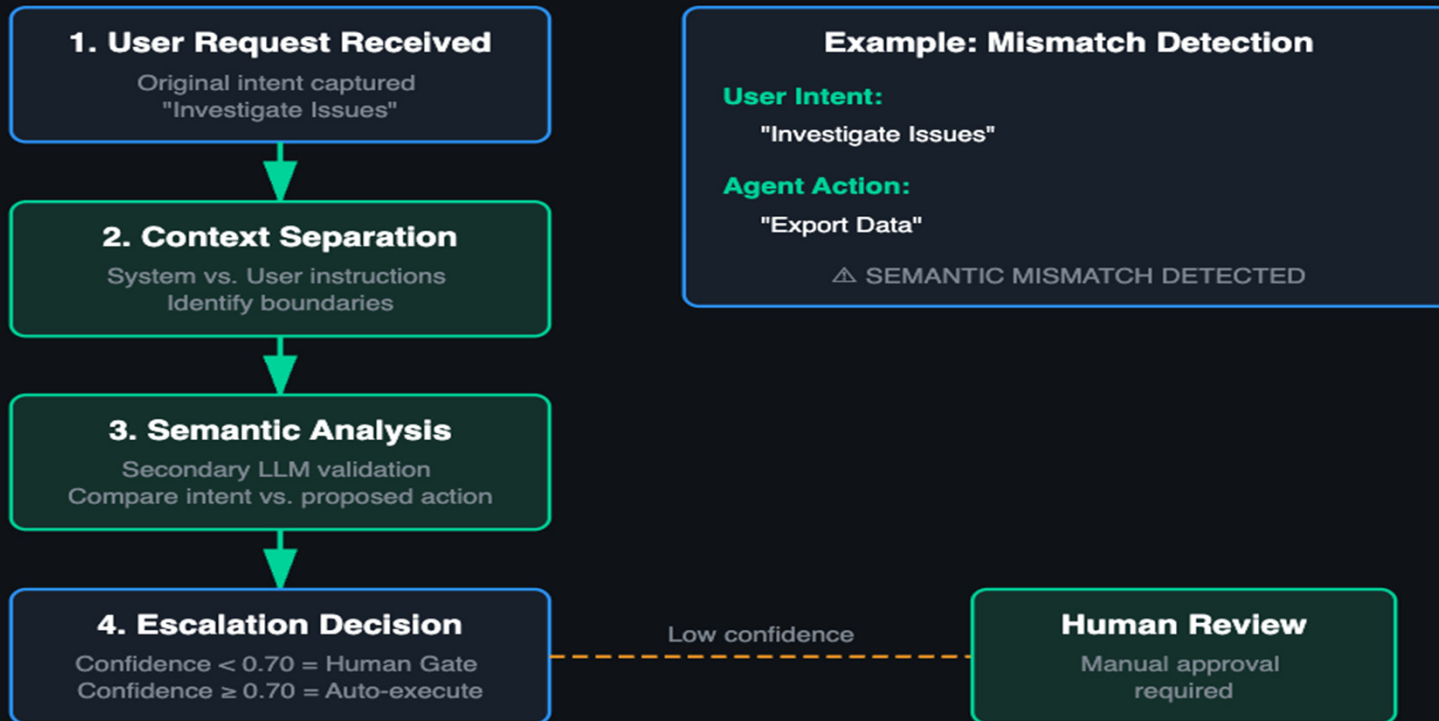 1. User Request Received
Original intent captured
"Investigate Issues"
2. Context Separation
System vs. User instructions
Identify boundaries
3. Semantic Analysis
Secondary LLM validation
Compare intent vs. proposed action
4. Escalation Decision
Confidence < 0.70 = Human Gate
Confidence ≥ 0.70 = Auto-execute
Example: Mismatch Detection
User Intent:
"Investigate Issues"
Agent Action:
"Export Data"
⚠ SEMANTIC MISMATCH DETECTED
Low confidence
Human Review
Manual approval
required